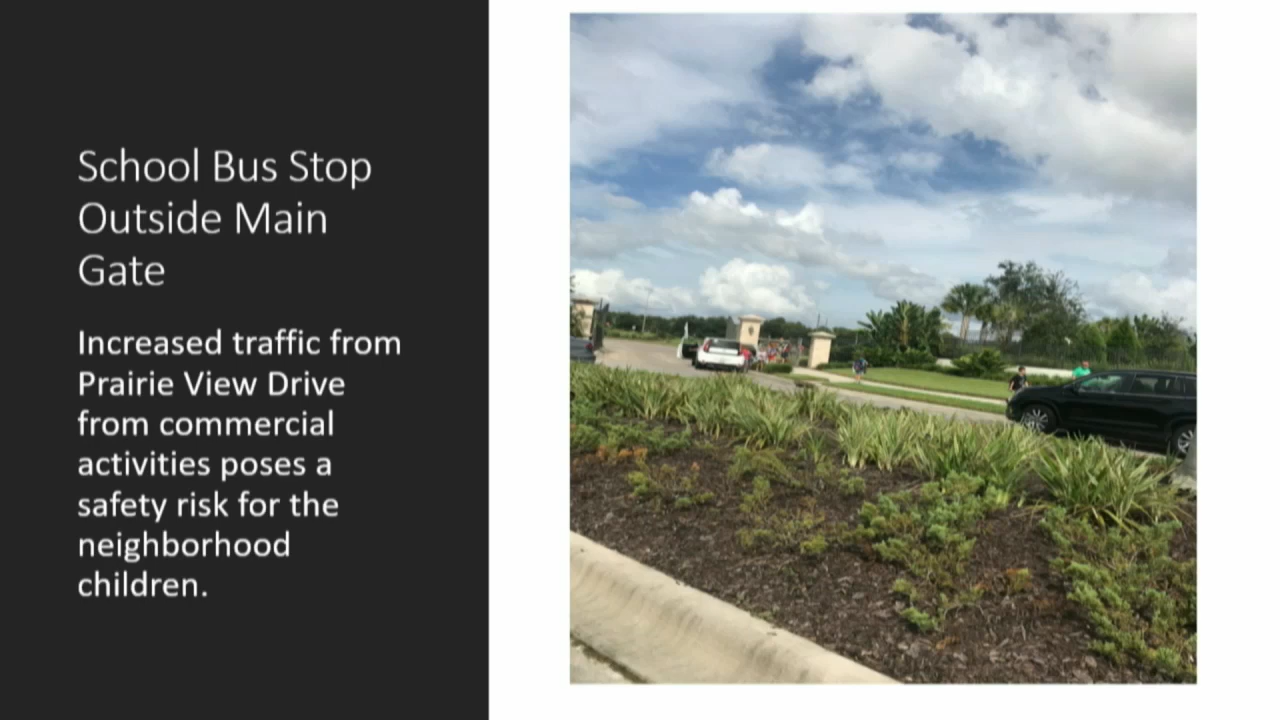 School Bus Stop
Outside Main
Gate
Increased traffic from
Prairie View Drive
from commercial
activities poses a
safety risk for the
neighborhood
children.